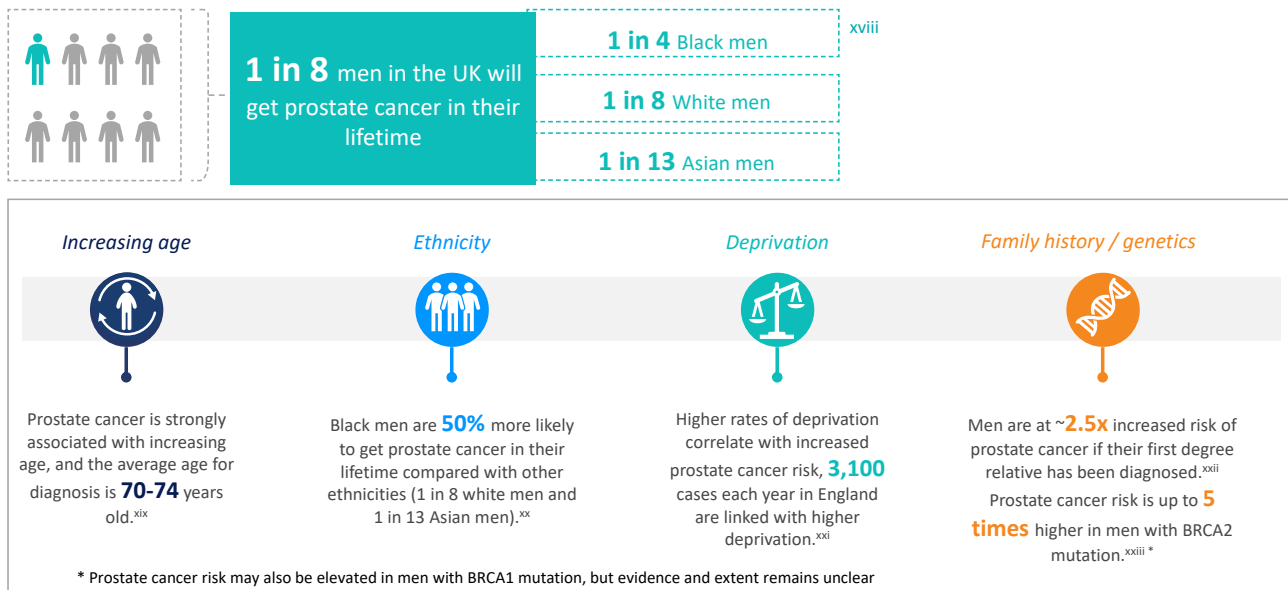 1 in 8 men in the UK will
get prostate cancer in their
lifetime
1 in 4 Black men
xviii
1 in 8 White men
1 in 13 Asian men
Increasing age
Prostate cancer is strongly
associated with increasing
age, and the average age for
diagnosis is 70-74 years
old.xix
Ethnicity
Black men are 50% more likely
to get prostate cancer in their
lifetime compared with other
ethnicities (1 in 8 white men and
1 in 13 Asian men).xx
Deprivation
Higher rates of deprivation
correlate with increased
prostate cancer risk, 3,100
cases each year in England
are linked with higher
deprivation.xxi
Family history / genetics
Men are at ~2.5x increased risk of
prostate cancer if their first degree
relative has been diagnosed.xxii
Prostate cancer risk is up to 5
times higher in men with BRCA2
mutation.xxiii *
* Prostate cancer risk may also be elevated in men with BRCA1 mutation, but evidence and extent remains unclear